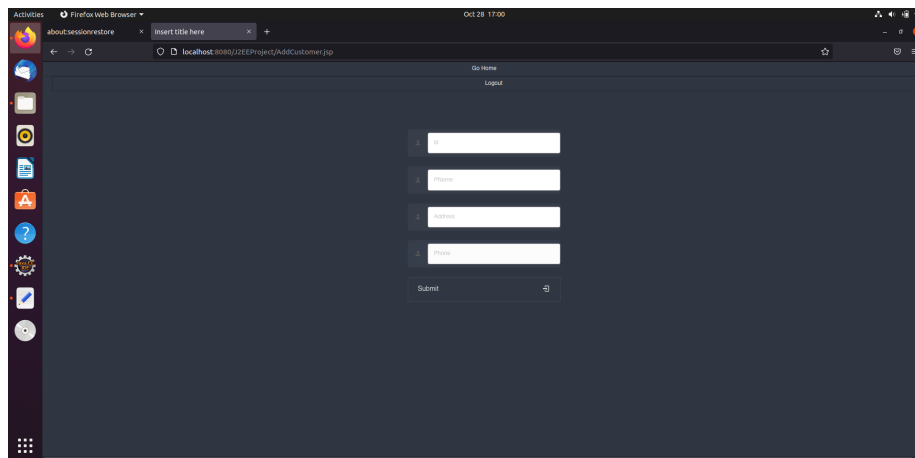 Activities Firefox Web Browser Oct 28 17:00
about:sessionrestore Insert title here
localhost:8080/J2EEProject/AddCustomer.jsp
Go Home
Logout
Id
PName
Address
Phone
Submit